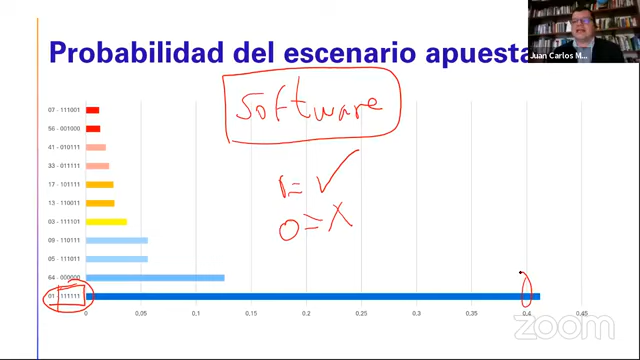 Probabilidad del escenario apuesta
Juan Carlos M...
Software
07 - 111001
56 - 001000
41 - 010111
33 - 011111
17 - 101111
13 - 110011
03 - 111101
09 - 110111
05 - 111011
64 - 000000
01 - 111111
1 = ✓
0 = X
0 0,05 0,1 0,15 0,2 0,25 0,3 0,35 0,4 0,45
zoom